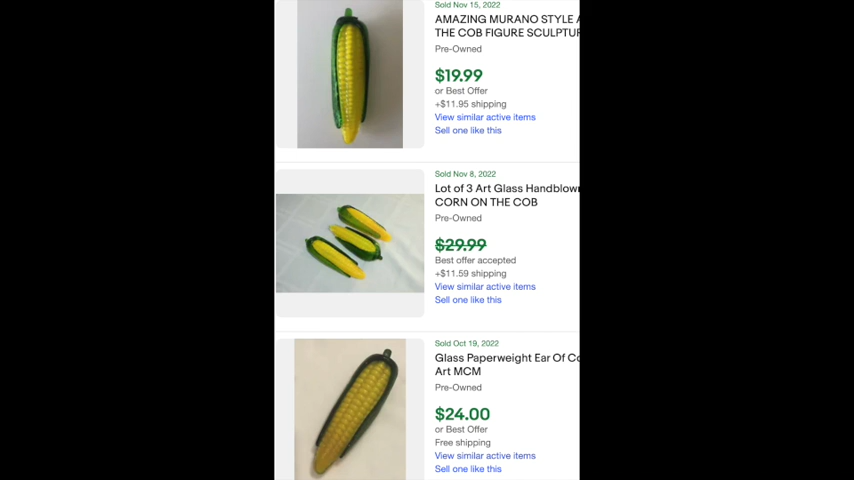 Sold Nov 15, 2022
AMAZING MURANO STYLE
THE COB FIGURE
Pre-Owned
$19.99
or Best Offer
+$11.95 shipping
View similar active items
Sell one like this
Sold Nov 8, 2022
Lot of 3 Art Glass Handblown
CORN ON THE COB
Pre-Owned
$29.99
Best offer accepted
+$11.59 shipping
View similar active items
Sell one like this
Sold Oct 19, 2022
Glass Paperweight Ear Of
Art MCM
Pre-Owned
$24.00
or Best Offer
Free shipping
View similar active items
Sell one like this